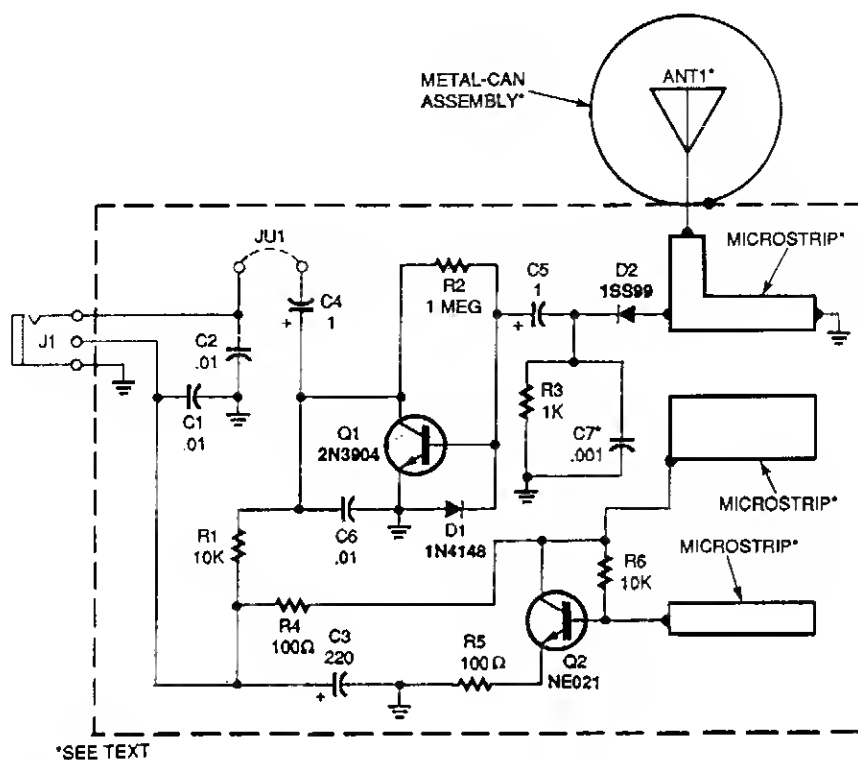 METAL-CAN
ASSEMBLY*
ANT1*
MICROSTRIP*
JU1
R2
1 MEG
C5
1
D2
1SS99
C4
+ 1
+
J1
C2
.01
C1
.01
R3
1K
C7*
.001
Q1
2N3904
MICROSTRIP*
R1
10K
C6
.01
D1
1N4148
MICROSTRIP*
R6
10K
R4
100Ω
C3
220
+
R5
100Ω
Q2
NE021
*SEE TEXT